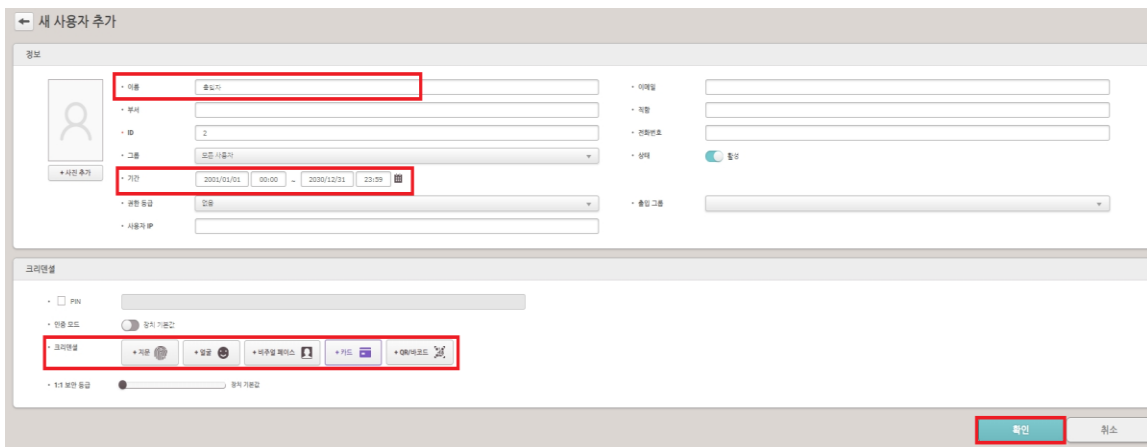 ← 새 사용자 추가
정보
• 이름 출입자 • 이메일
• 부서 • 직함
• ID 2 • 전화번호
• 그룹 모든 사용자 • 상태 활성
+ 사진 추가
• 기간 2001/01/01 00:00 ~ 2030/12/31 23:59
• 권한 등급 없음 • 출입 그룹
• 사용자 IP
크리덴셜
• PIN
• 인증 모드 장치 기본값
• 크리덴셜 + 지문 + 얼굴 + 비주얼 페이스 + 카드 + QR/바코드
• 1:1 보안 등급 장치 기본값
확인 취소